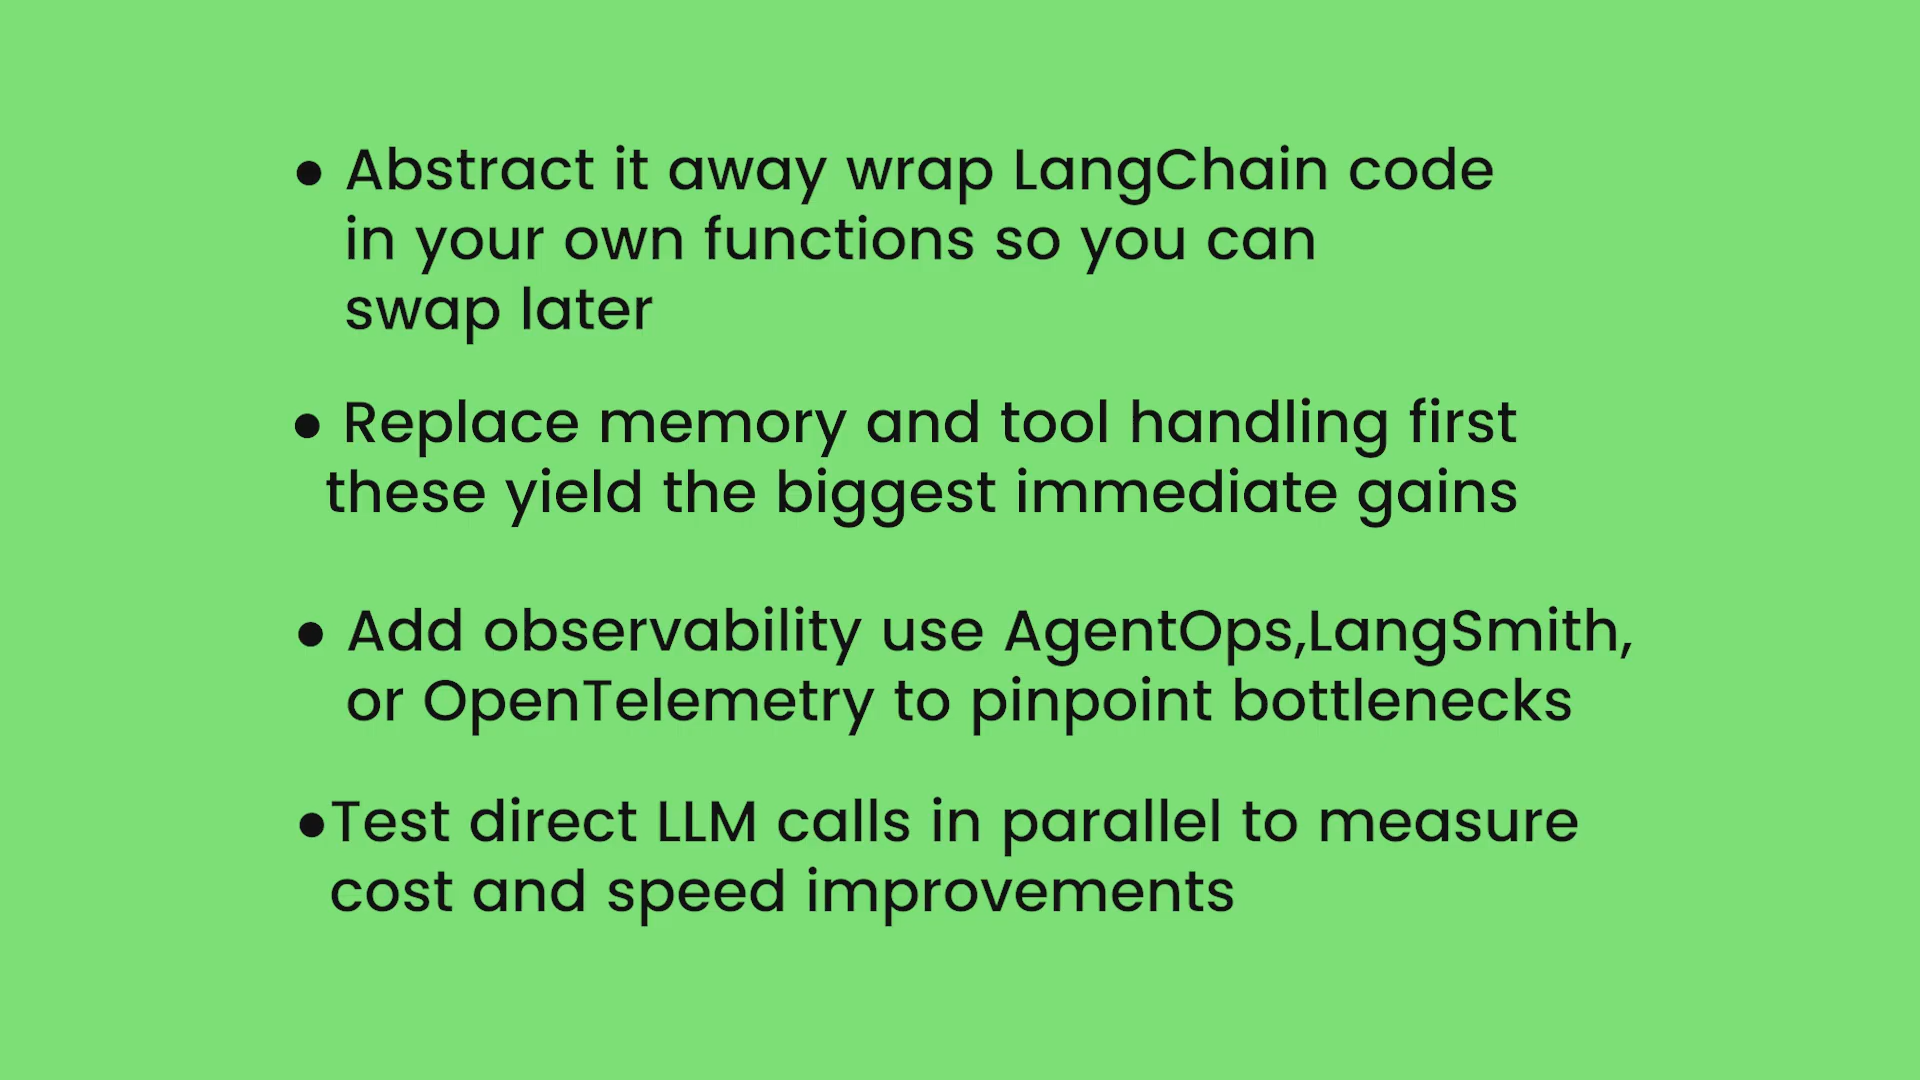 ● Abstract it away wrap LangChain code
in your own functions so you can
swap later
● Replace memory and tool handling first
these yield the biggest immediate gains
● Add observability use AgentOps,LangSmith,
or OpenTelemetry to pinpoint bottlenecks
●Test direct LLM calls in parallel to measure
cost and speed improvements